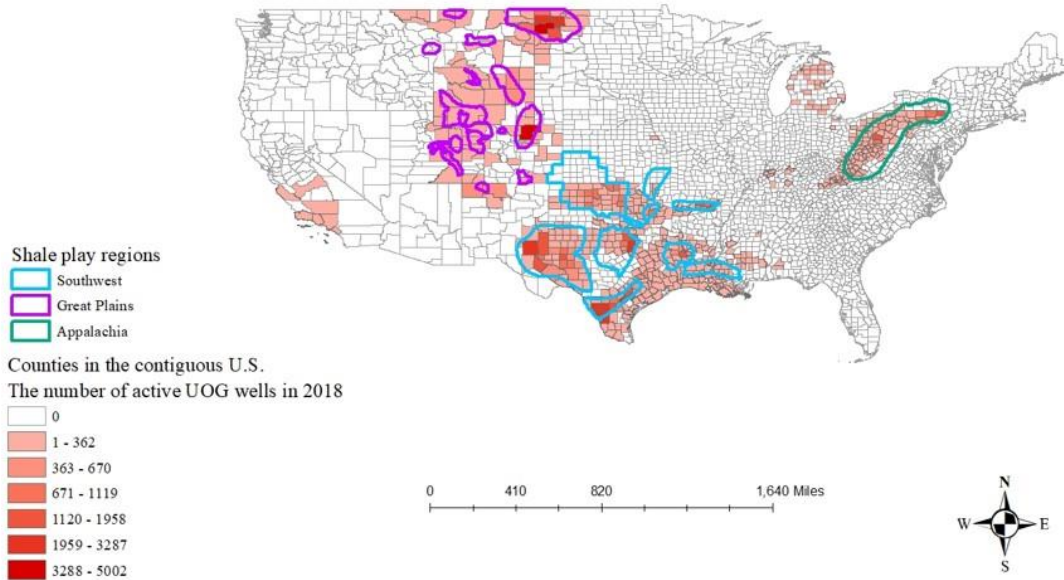 Shale play regions
Southwest
Great Plains
Appalachia
Counties in the contiguous U.S.
The number of active UOG wells in 2018
0
1 - 362
363 - 670
671 - 1119
1120 - 1958
1959 - 3287
3288 - 5002
0 410 820 1,640 Miles
N
W E
S